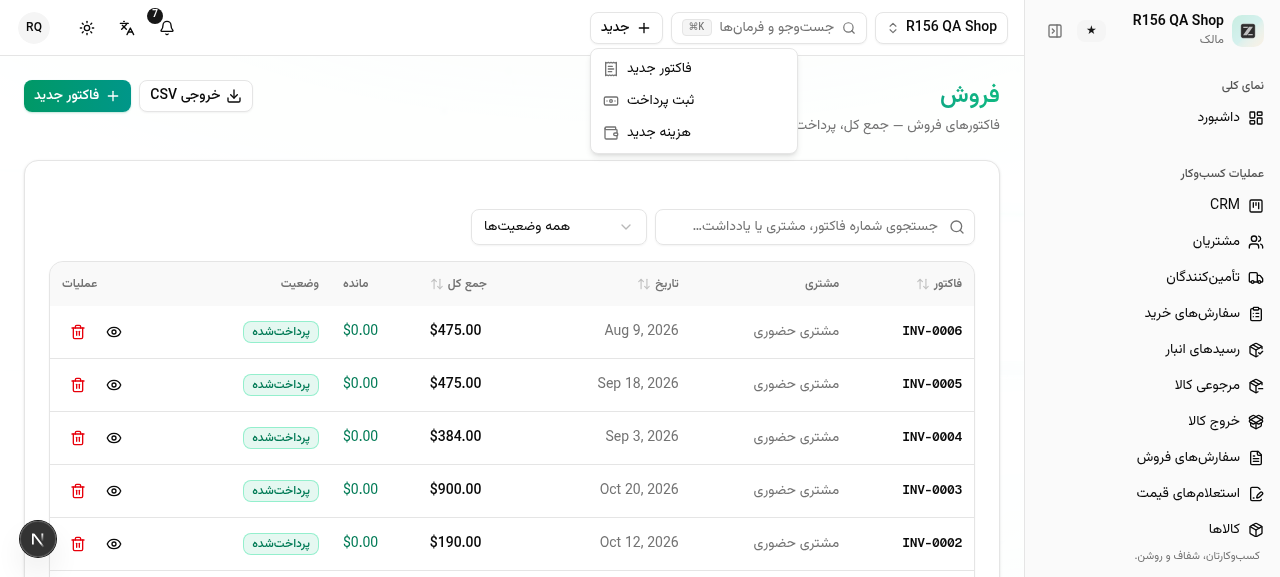 R156 QA Shop
مالک
نمای کلی
داشبورد
عملیات کسب‌وکار
CRM
مشتریان
تأمین‌کنندگان
سفارش‌های خرید
رسیدهای انبار
مرجوعی کالا
خروج کالا
سفارش‌های فروش
استعلام‌های قیمت
کالاها
کسب‌وکارتان، شفاف و روشن.
R156 QA Shop
جست‌وجو و فرمان‌ها ⌘K
جدید
7
RQ
فاکتور جدید
ثبت پرداخت
هزینه جدید
فروش
فاکتورهای فروش — جمع کل، پرداخت
خروجی CSV
فاکتور جدید
جستجوی شماره فاکتور، مشتری یا یادداشت...
همه وضعیت‌ها
فاکتور مشتری تاریخ جمع کل مانده وضعیت عملیات
INV-0006 مشتری حضوری Aug 9, 2026 $475.00 $0.00 پرداخت‌شده
INV-0005 مشتری حضوری Sep 18, 2026 $475.00 $0.00 پرداخت‌شده
INV-0004 مشتری حضوری Sep 3, 2026 $384.00 $0.00 پرداخت‌شده
INV-0003 مشتری حضوری Oct 20, 2026 $900.00 $0.00 پرداخت‌شده
INV-0002 مشتری حضوری Oct 12, 2026 $190.00 $0.00 پرداخت‌شده
N